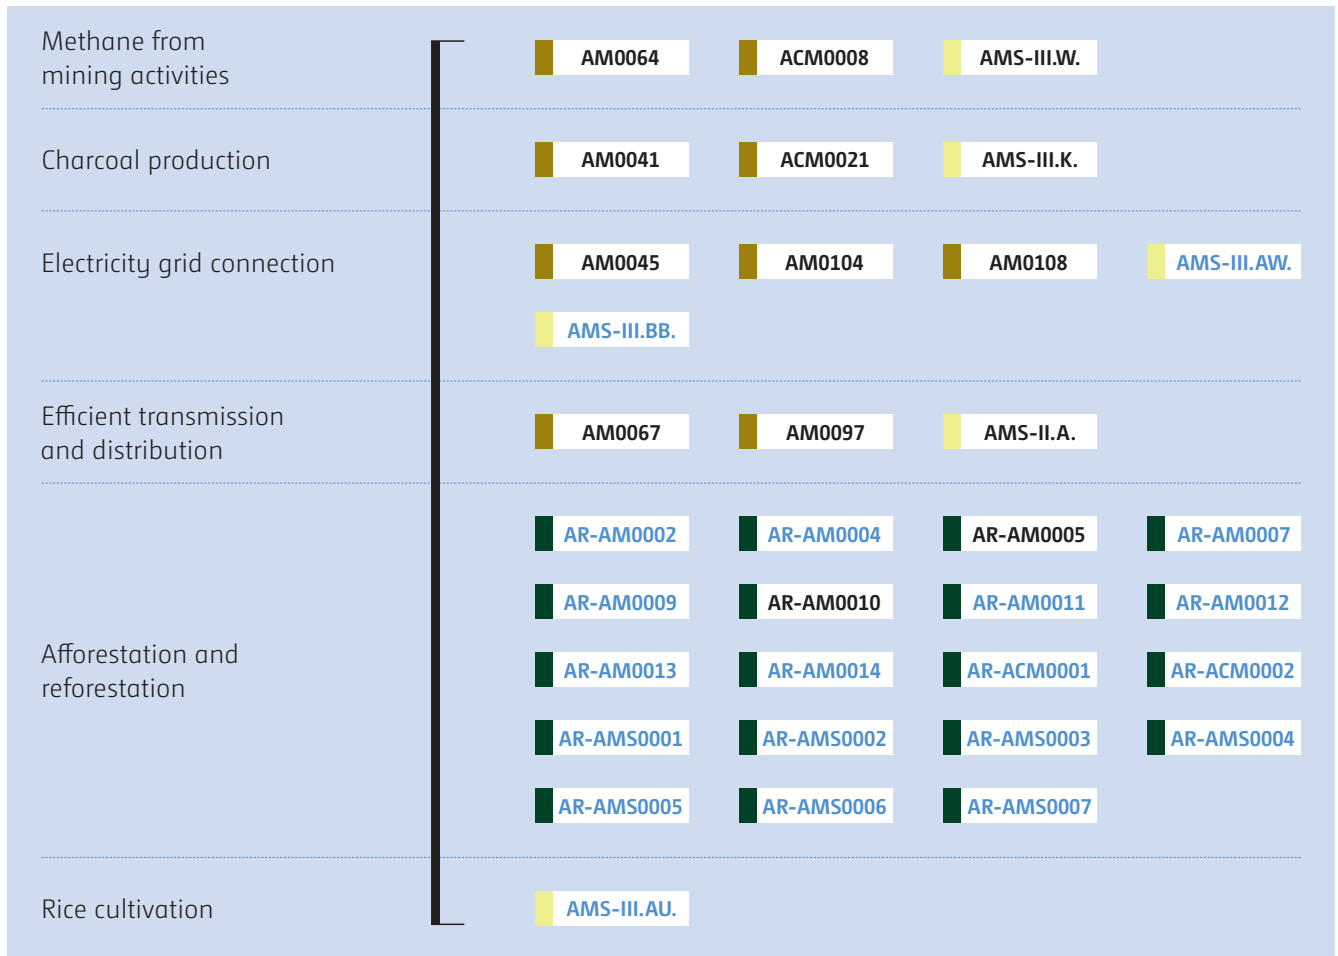 Methane from
mining activities
AM0064 ACM0008 AMS-III.W.
Charcoal production
AM0041 ACM0021 AMS-III.K.
Electricity grid connection
AM0045 AM0104 AM0108 AMS-III.AW.
AMS-III.BB.
Efficient transmission
and distribution
AM0067 AM0097 AMS-II.A.
Afforestation and
reforestation
AR-AM0002 AR-AM0004 AR-AM0005 AR-AM0007
AR-AM0009 AR-AM0010 AR-AM0011 AR-AM0012
AR-AM0013 AR-AM0014 AR-ACM0001 AR-ACM0002
AR-AMS0001 AR-AMS0002 AR-AMS0003 AR-AMS0004
AR-AMS0005 AR-AMS0006 AR-AMS0007
Rice cultivation
AMS-III.AU.